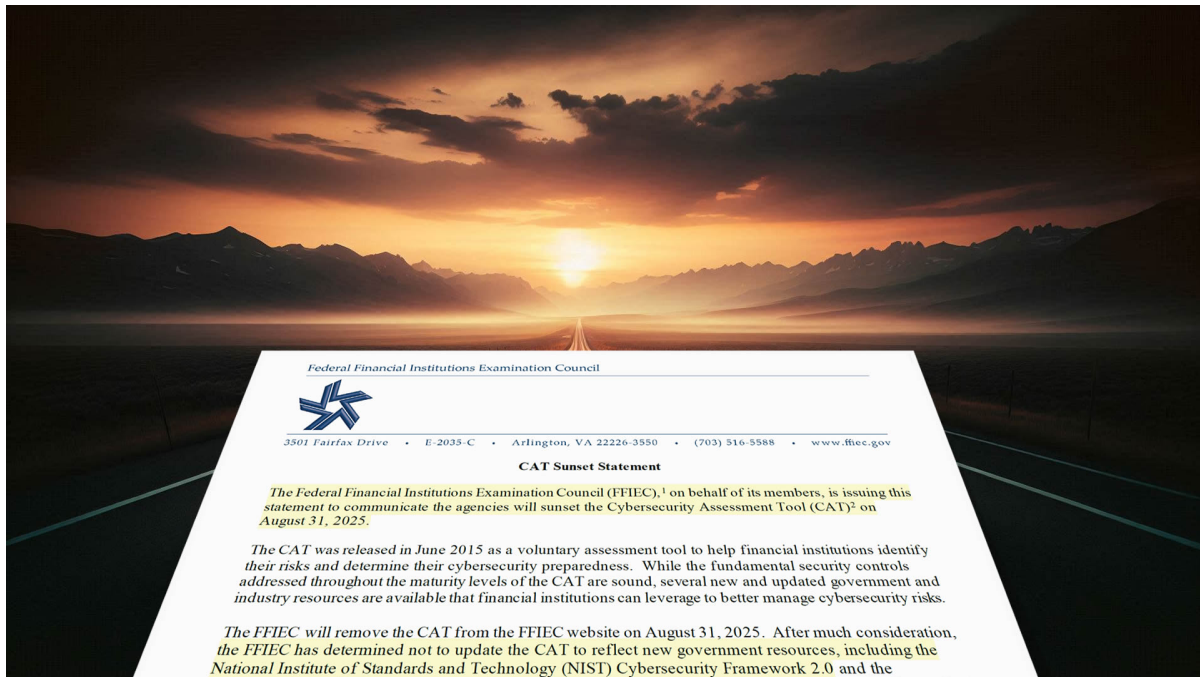 Federal Financial Institutions Examination Council
3501 Fairfax Drive • E-2035-C • Arlington, VA 22226-3550 • (703) 516-5588 • www.ffiec.gov
CAT Sunset Statement
The Federal Financial Institutions Examination Council (FFIEC),¹ on behalf of its members, is issuing this
statement to communicate the agencies will sunset the Cybersecurity Assessment Tool (CAT)² on
August 31, 2025.
The CAT was released in June 2015 as a voluntary assessment tool to help financial institutions identify
their risks and determine their cybersecurity preparedness. While the fundamental security controls
addressed throughout the maturity levels of the CAT are sound, several new and updated government and
industry resources are available that financial institutions can leverage to better manage cybersecurity risks.
The FFIEC will remove the CAT from the FFIEC website on August 31, 2025. After much consideration,
the FFIEC has determined not to update the CAT to reflect new government resources, including the
National Institute of Standards and Technology (NIST) Cybersecurity Framework 2.0 and the